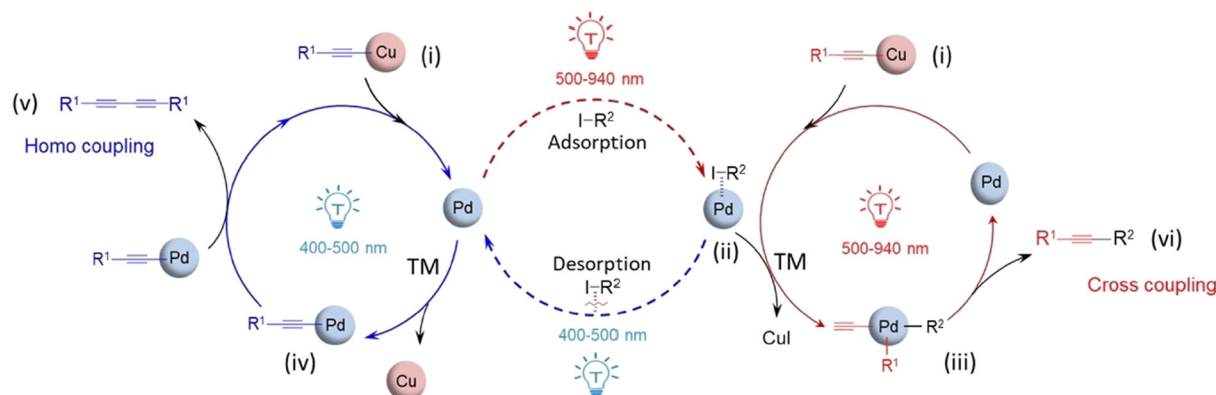 R¹
Cu
(i)
500-940 nm
I–R²
Adsorption
R¹
Cu
(i)
(v)
R¹
R¹
Homo coupling
400-500 nm
Pd
I–R²
Pd
(ii)
500-940 nm
Pd
R¹
Pd
TM
Desorption
I–R²
400-500 nm
TM
R¹
R²
(vi)
Cross coupling
R¹
Pd
(iv)
Cu
CuI
Pd
R²
R¹
(iii)
T
T
T
T